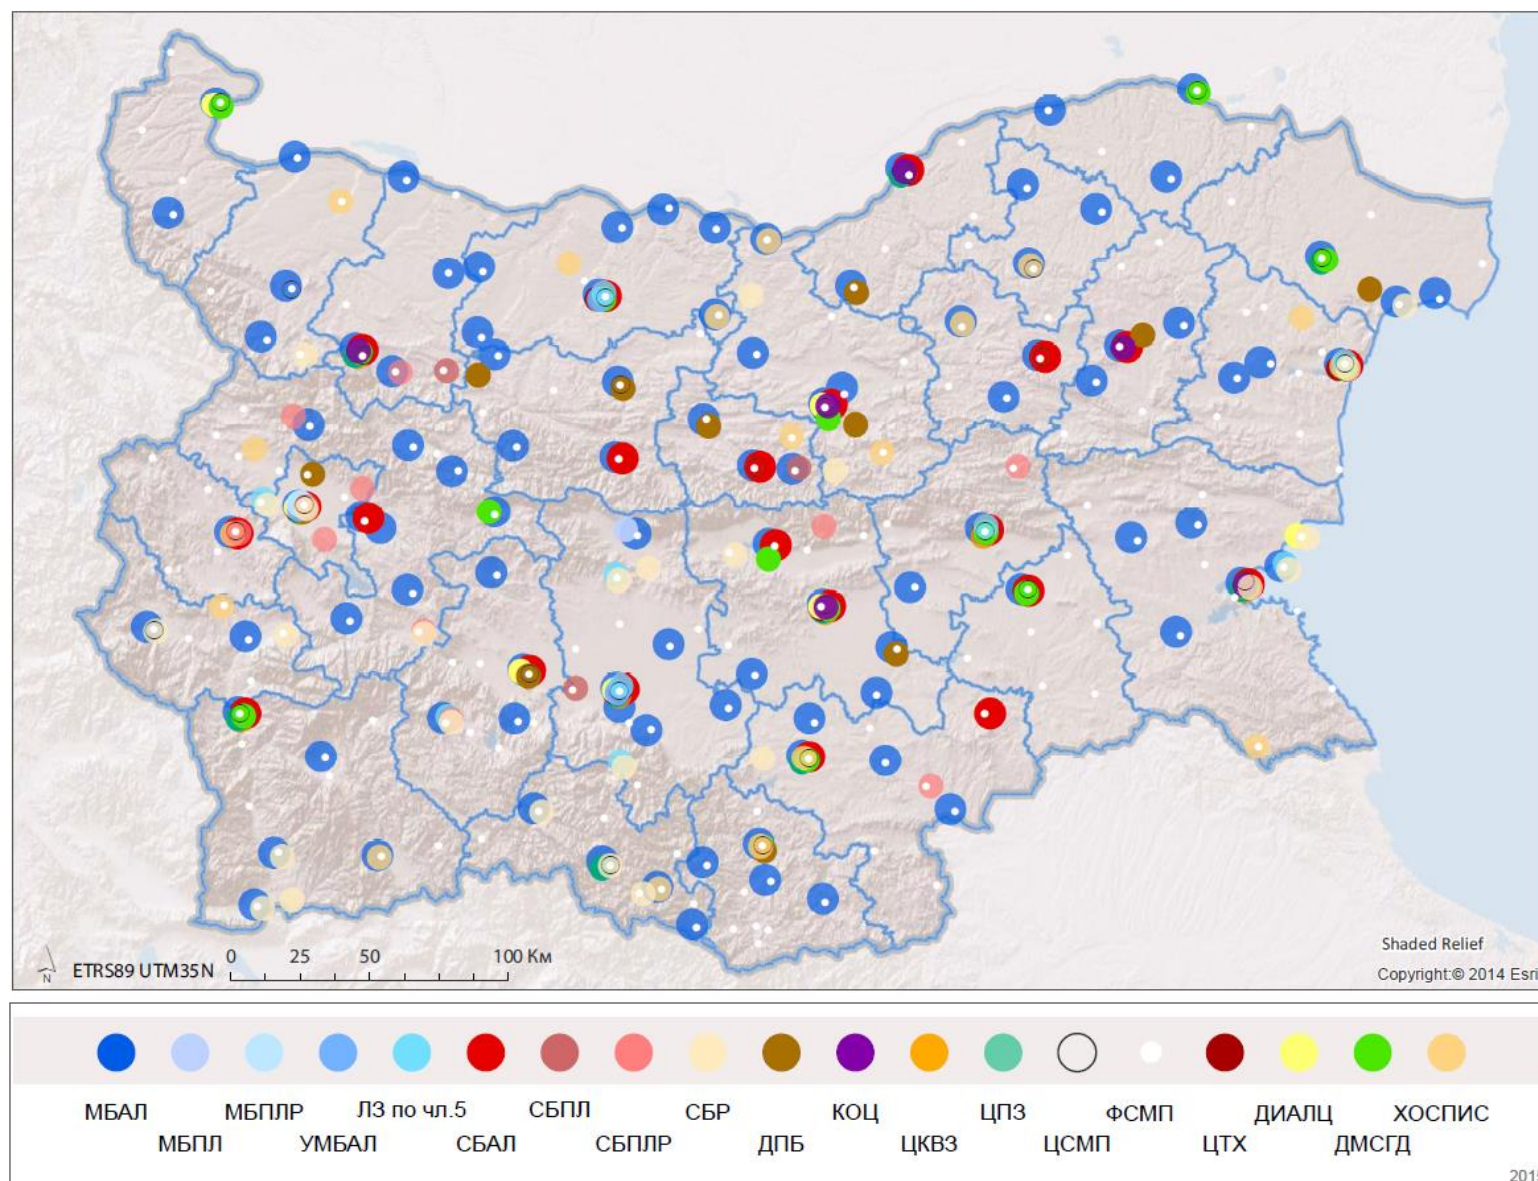 Shaded Relief
0 25 50 100 Км
ETRS89 UTM35N
N
Copyright:© 2014 Esri
МБАЛ МБПЛР ЛЗ по чл.5 СБПЛ СБР КОЦ ЦПЗ ФСМП ДИАЛЦ ХОСПИС
МБПЛ УМБАЛ СБАЛ СБПЛР ДПБ ЦКВЗ ЦСМП ЦТХ ДМСГД